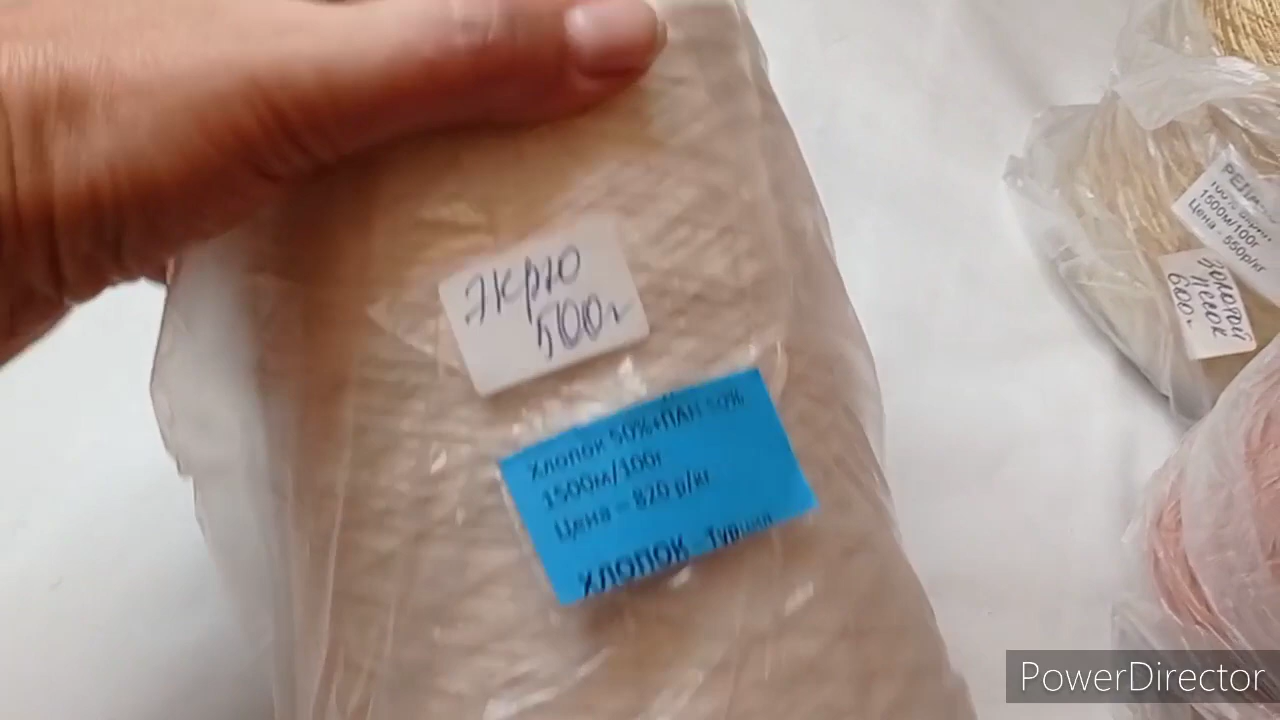 экрю
500г
Хлопок 50%+ПАН 50%
1500м/100г
Цена – 820 р/кг
ХЛОПОК Турция
100% акрил
1500м/100г
Цена - 550р/кг
ЗОЛОТОЙ
ПЕСОК
600г
PowerDirector